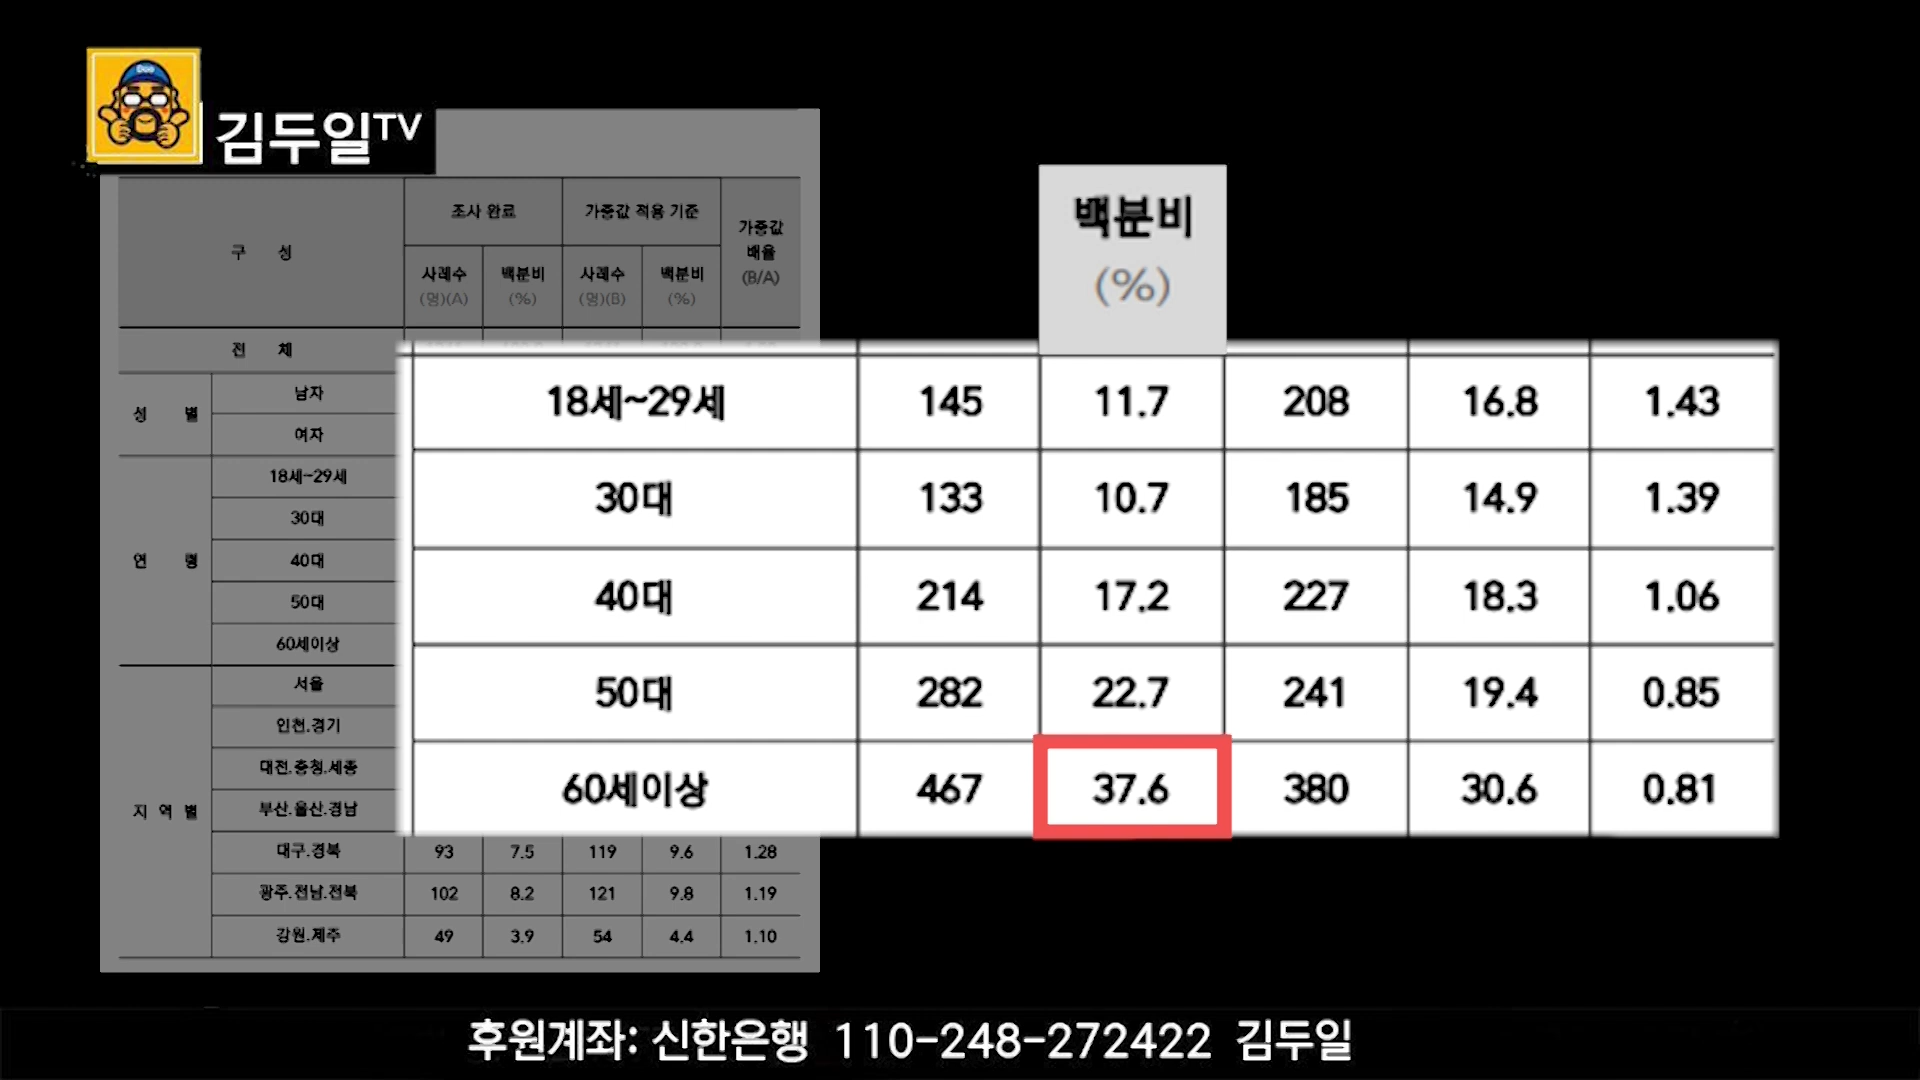 Duo
김두일TV
구 성
조사 완료
가중값 적용 기준
가중값
배율
(B/A)
사례수
(명)(A)
백분비
(%)
사례수
(명)(B)
백분비
(%)
전 체
성 별
남자
여자
연 령
18세~29세
30대
40대
50대
60세이상
지 역 별
서울
인천.경기
대전.충청.세종
부산.울산.경남
대구.경북 93 7.5 119 9.6 1.28
광주.전남.전북 102 8.2 121 9.8 1.19
강원.제주 49 3.9 54 4.4 1.10
백분비
(%)
18세~29세 145 11.7 208 16.8 1.43
30대 133 10.7 185 14.9 1.39
40대 214 17.2 227 18.3 1.06
50대 282 22.7 241 19.4 0.85
60세이상 467 37.6 380 30.6 0.81
후원계좌: 신한은행 110-248-272422 김두일